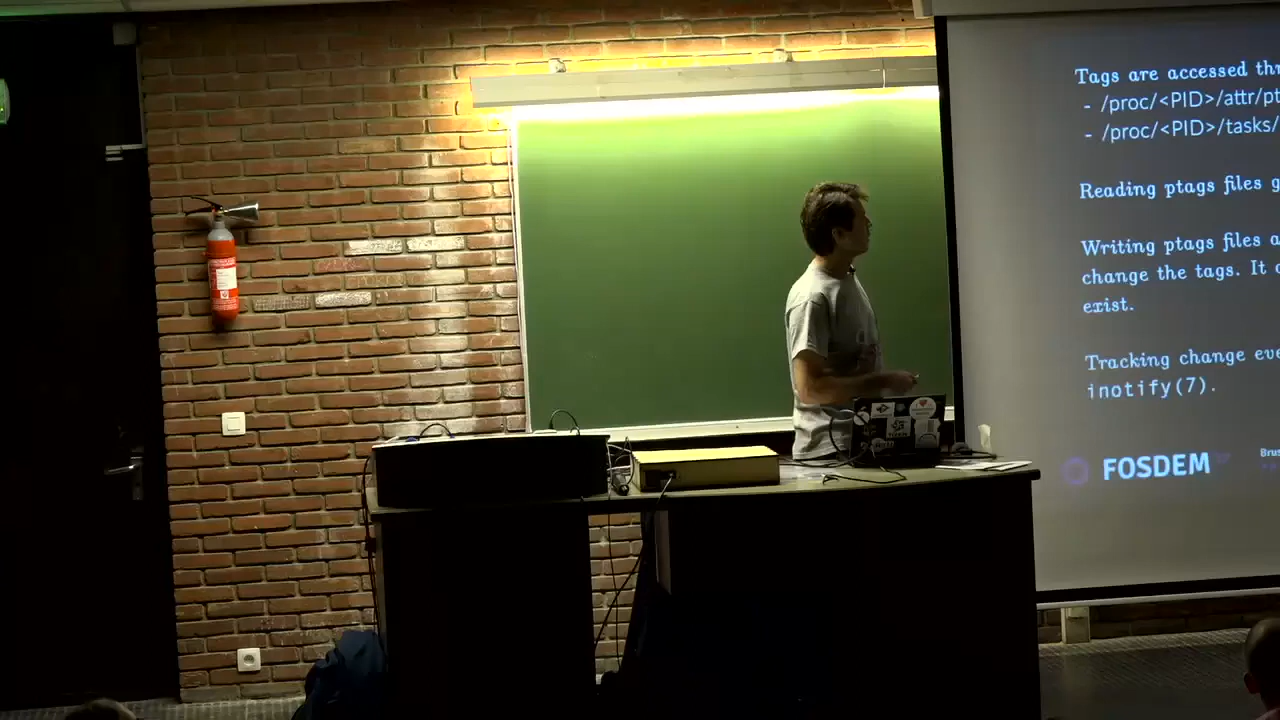 Tags are accessed thr
- /proc/<PID>/attr/pt
- /proc/<PID>/tasks/
Reading ptags files g
Writing ptags files a
change the tags. It c
exist.
Tracking change eve
inotify(7).
FOSDEM
Brus